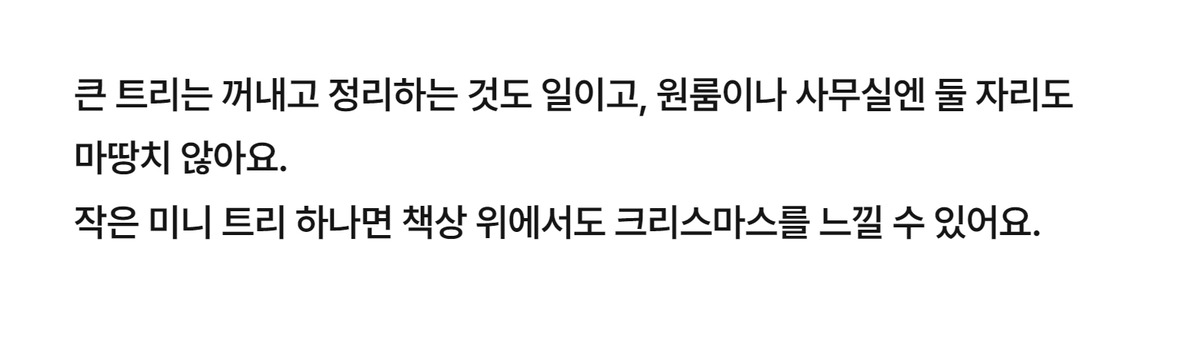 큰 트리는 꺼내고 정리하는 것도 일이고, 원룸이나 사무실엔 둘 자리도
마땅치 않아요.
작은 미니 트리 하나면 책상 위에서도 크리스마스를 느낄 수 있어요.